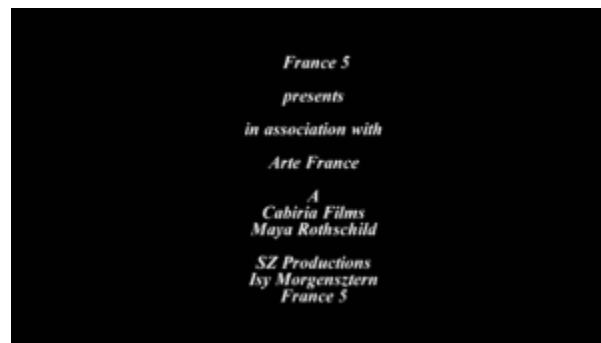 France 5
presents
in association with
Arte France
A
Cabiria Films
Maya Rothschild
SZ Productions
Isy Morgensztern
France 5